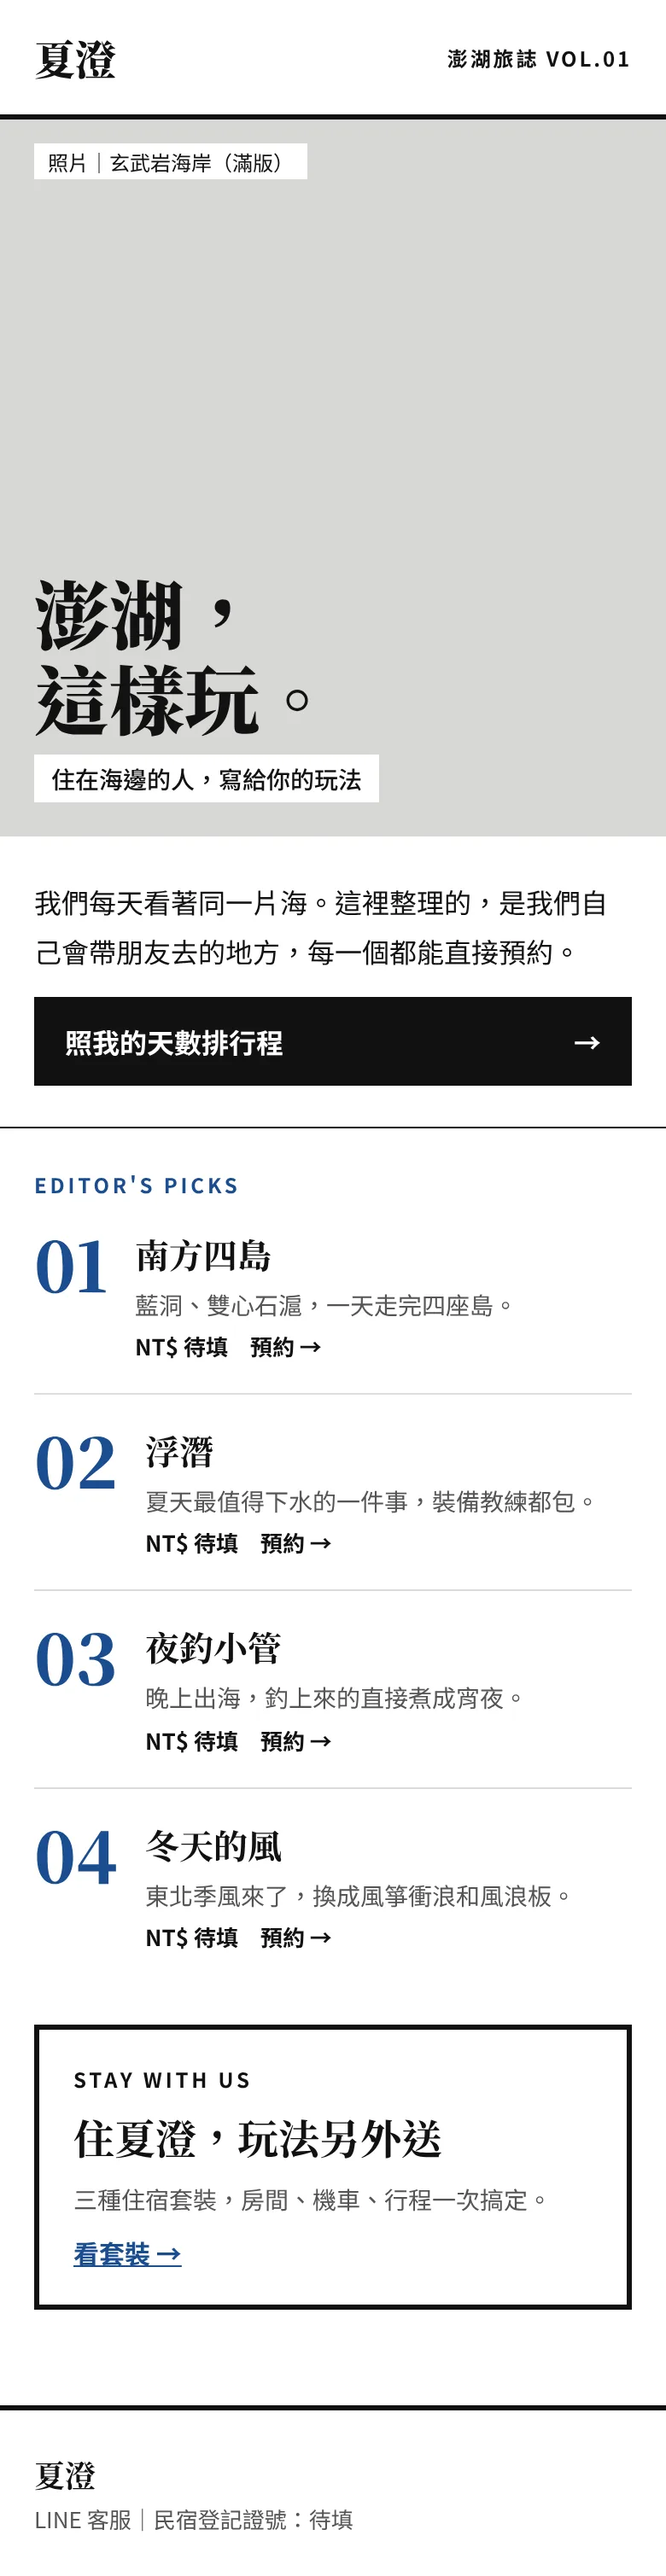 夏澄
澎湖旅誌 VOL.01
照片｜玄武岩海岸（滿版）
澎湖，
這樣玩。
住在海邊的人，寫給你的玩法
我們每天看著同一片海。這裡整理的，是我們自
己會帶朋友去的地方，每一個都能直接預約。
照我的天數排行程 →
EDITOR'S PICKS
01 南方四島
藍洞、雙心石滬，一天走完四座島。
NT$ 待填 預約 →
02 浮潛
夏天最值得下水的一件事，裝備教練都包。
NT$ 待填 預約 →
03 夜釣小管
晚上出海，釣上來的直接煮成宵夜。
NT$ 待填 預約 →
04 冬天的風
東北季風來了，換成風箏衝浪和風浪板。
NT$ 待填 預約 →
STAY WITH US
住夏澄，玩法另外送
三種住宿套裝，房間、機車、行程一次搞定。
看套裝 →
夏澄
LINE 客服｜民宿登記證號：待填